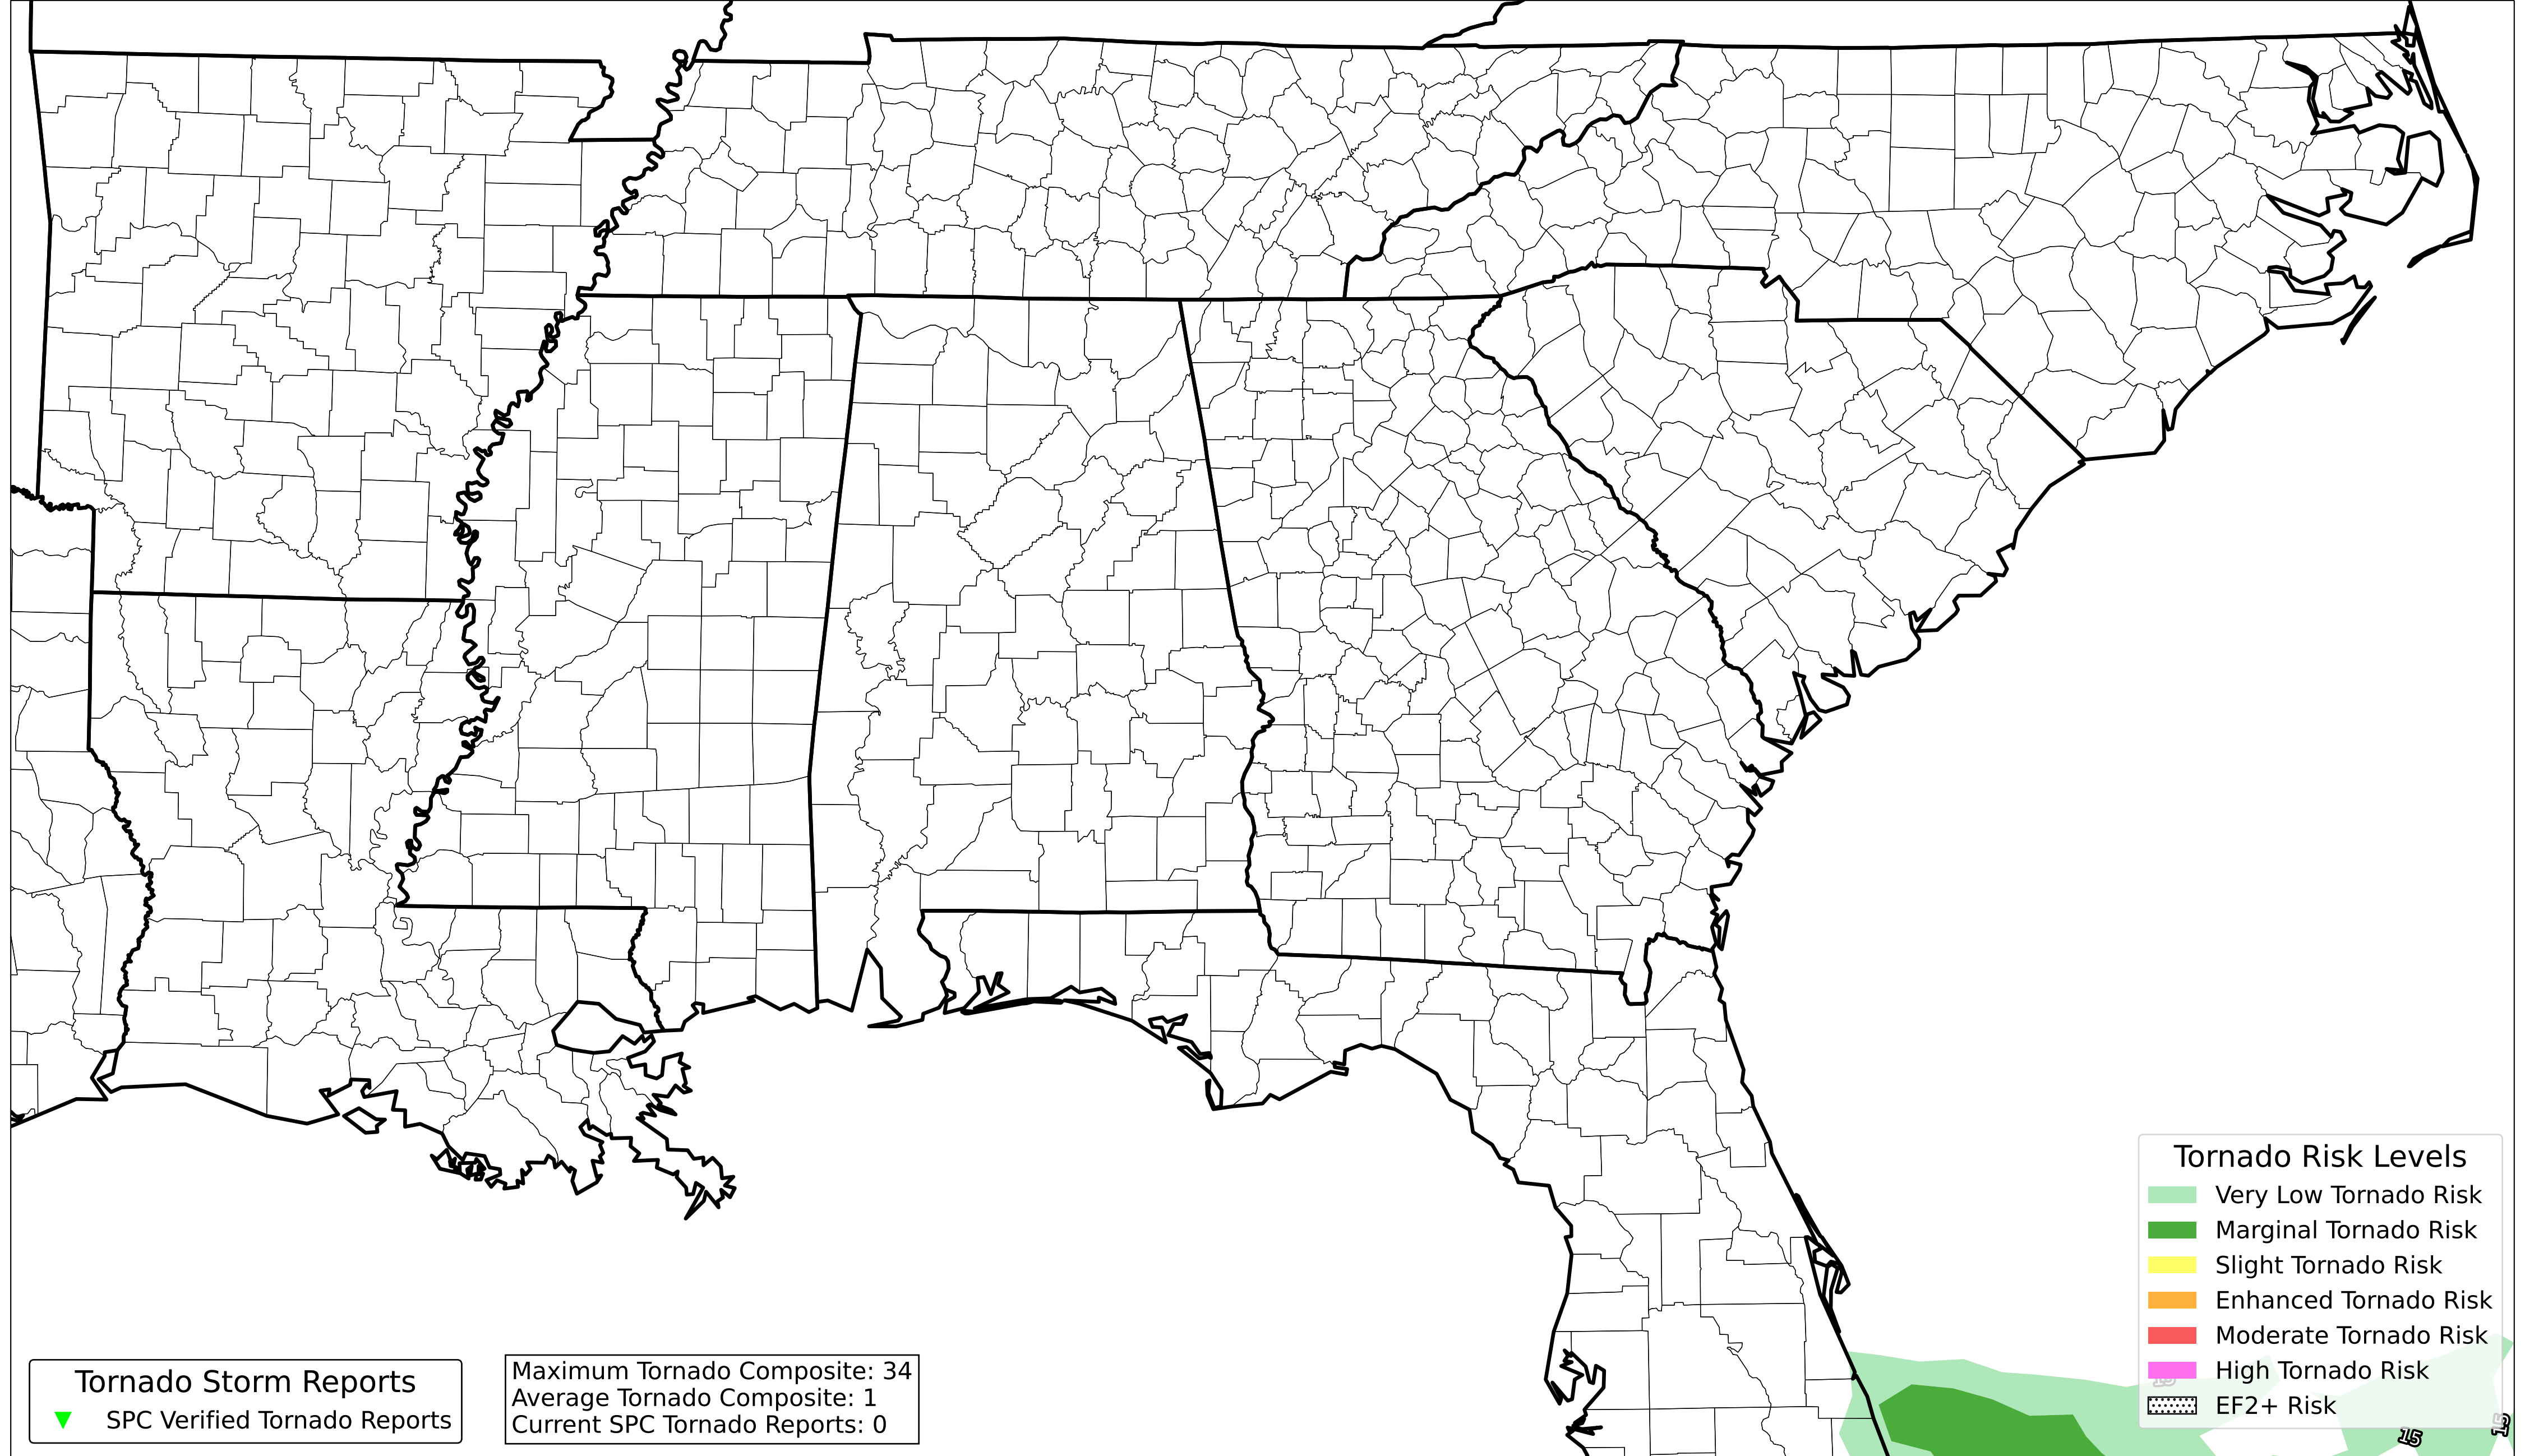 Tornado Risk Levels
Very Low Tornado Risk
Marginal Tornado Risk
Slight Tornado Risk
Enhanced Tornado Risk
Moderate Tornado Risk
High Tornado Risk
EF2+ Risk
Tornado Storm Reports
SPC Verified Tornado Reports
Maximum Tornado Composite: 34
Average Tornado Composite: 1
Current SPC Tornado Reports: 0
15
15
15